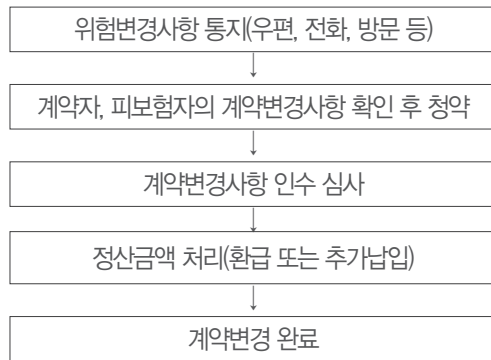 위험변경사항 통지(우편, 전화, 방문 등)
계약자, 피보험자의 계약변경사항 확인 후 청약
계약변경사항 인수 심사
정산금액 처리(환급 또는 추가납입)
계약변경 완료